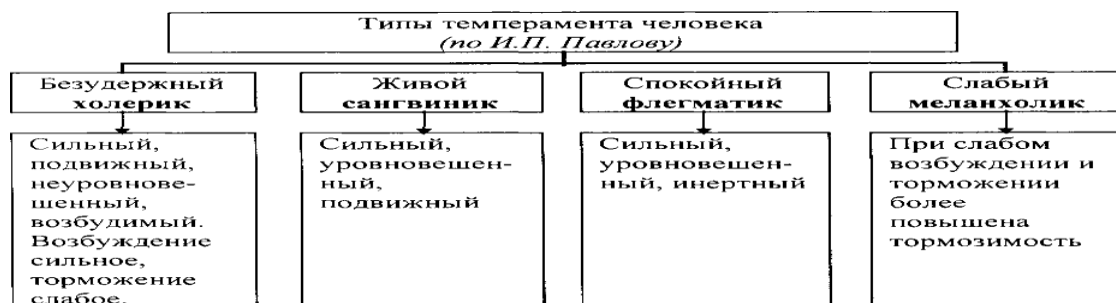 Типы темперамента человека
(по И.П. Павлову)
Безудержный
холерик
Живой
сангвиник
Спокойный
флегматик
Слабый
меланхолик
Сильный,
подвижный,
неуровнове-
шенный,
возбудимый.
Возбуждение
сильное,
торможение
слабое.
Сильный,
уровновешен-
ный,
подвижный
Сильный,
уровновешен-
ный, инертный
При слабом
возбуждении и
торможении
более
повышена
тормозимость